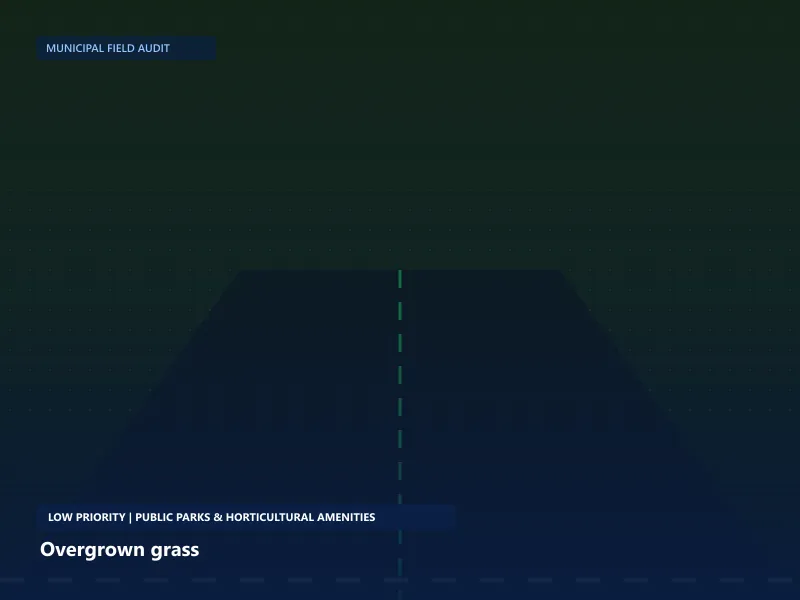 MUNICIPAL FIELD AUDIT
LOW PRIORITY | PUBLIC PARKS & HORTICULTURAL AMENITIES
Overgrown grass